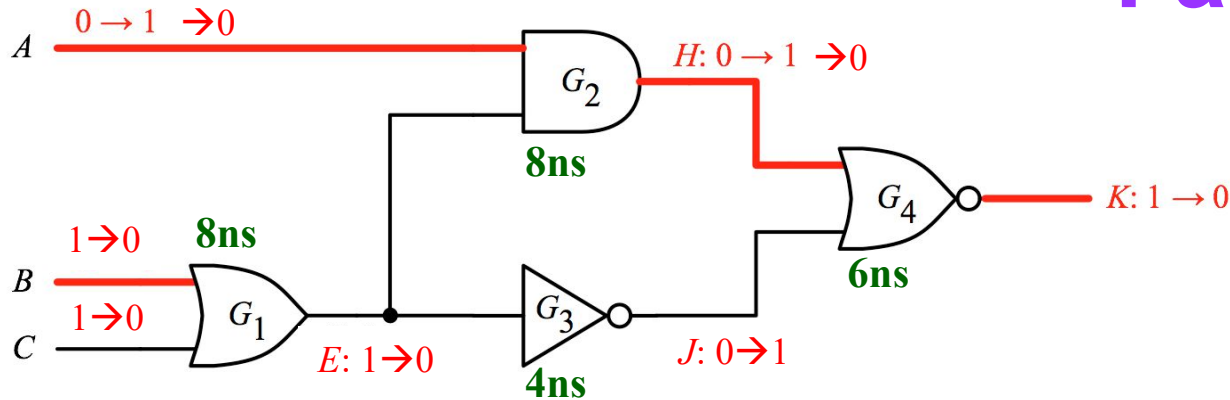 A 0 → 1 → 0
G2
8ns
H: 0 → 1 → 0
B 1→0
C 1→0
8ns
G1
E: 1→0
G3
4ns
J: 0→1
G4
6ns
K: 1 → 0